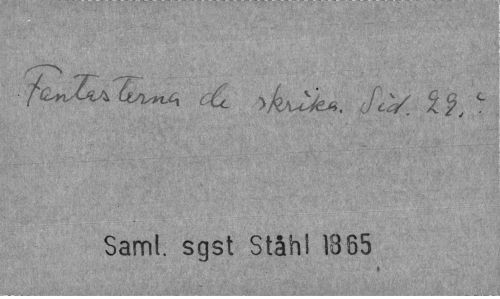 Fantasterna de skrika. Sid. 29.
Saml. sgst Ståhl 1865